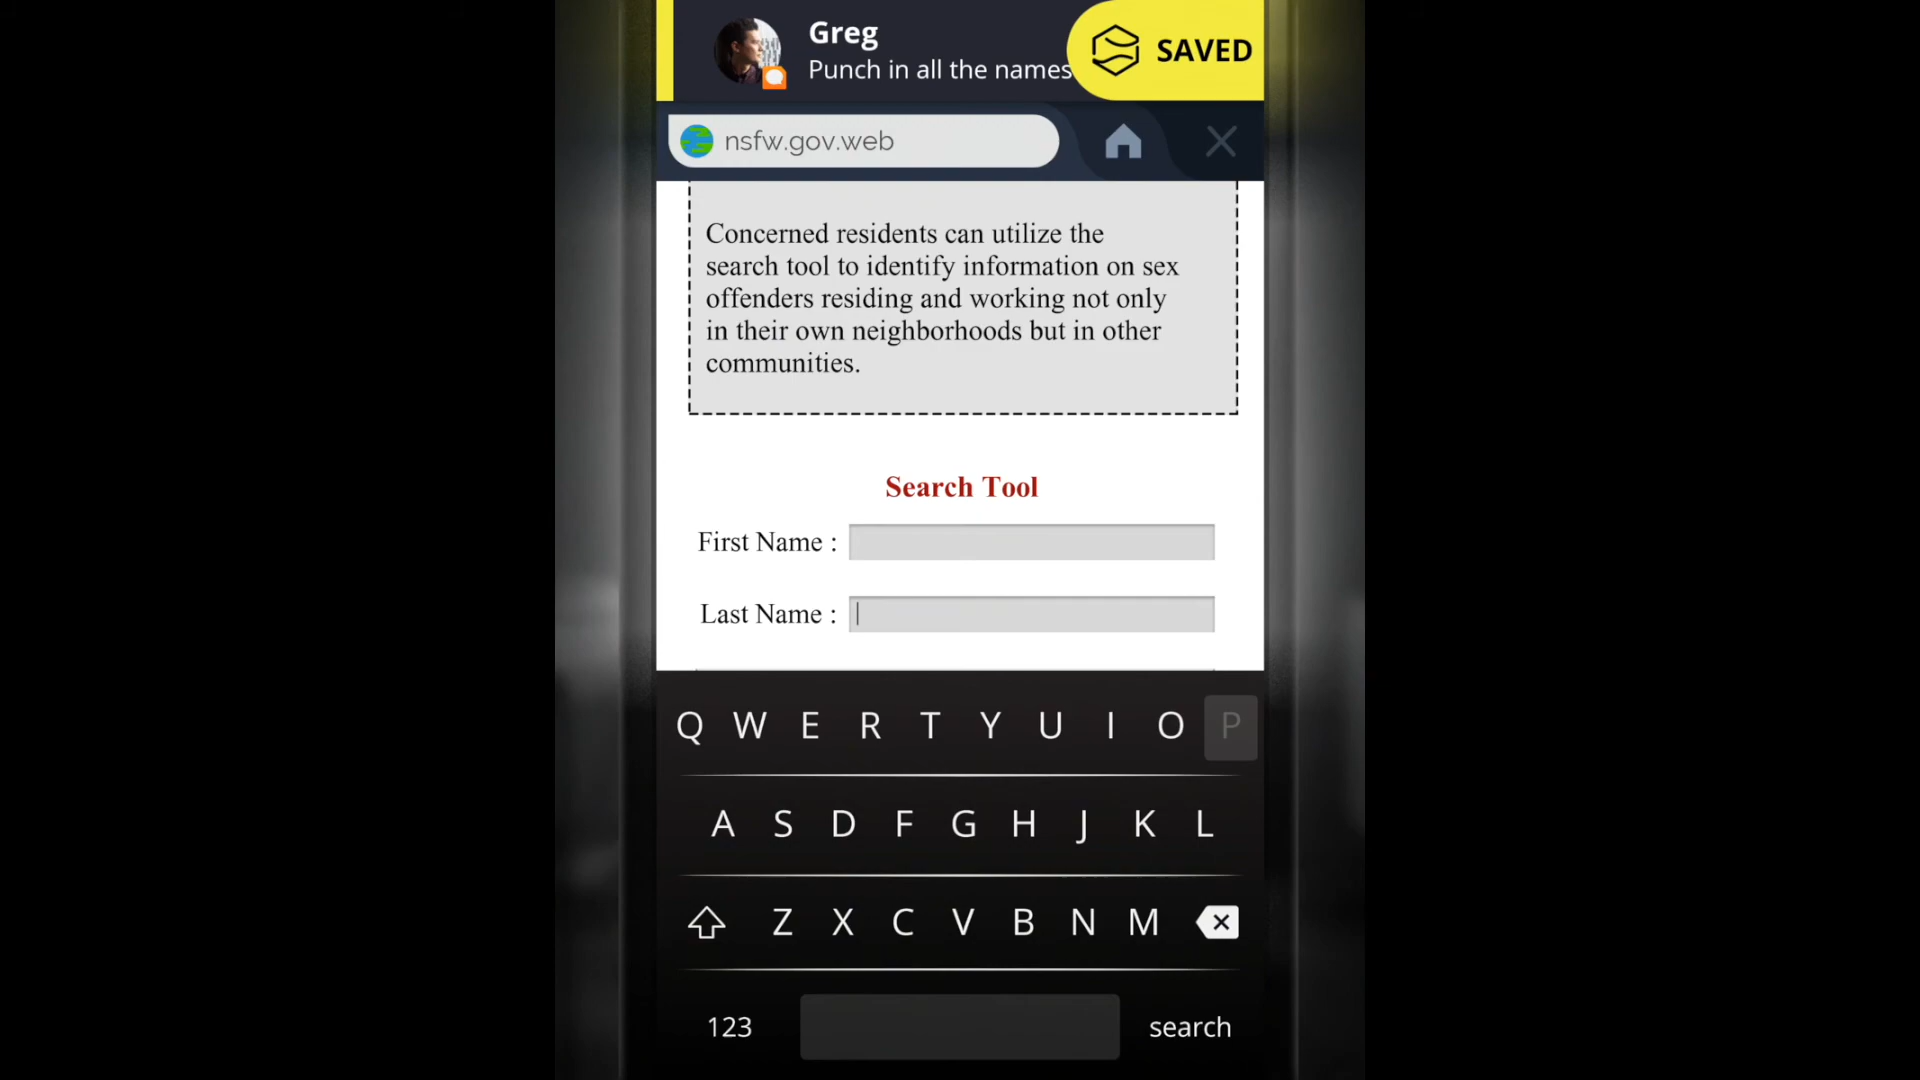 Greg
Punch in all the names
SAVED
nsfw.gov.web
Concerned residents can utilize the
search tool to identify information on sex
offenders residing and working not only
in their own neighborhoods but in other
communities.
Search Tool
First Name :
Last Name :
Q W E R T Y U I O P
A S D F G H J K L
Z X C V B N M
123
search